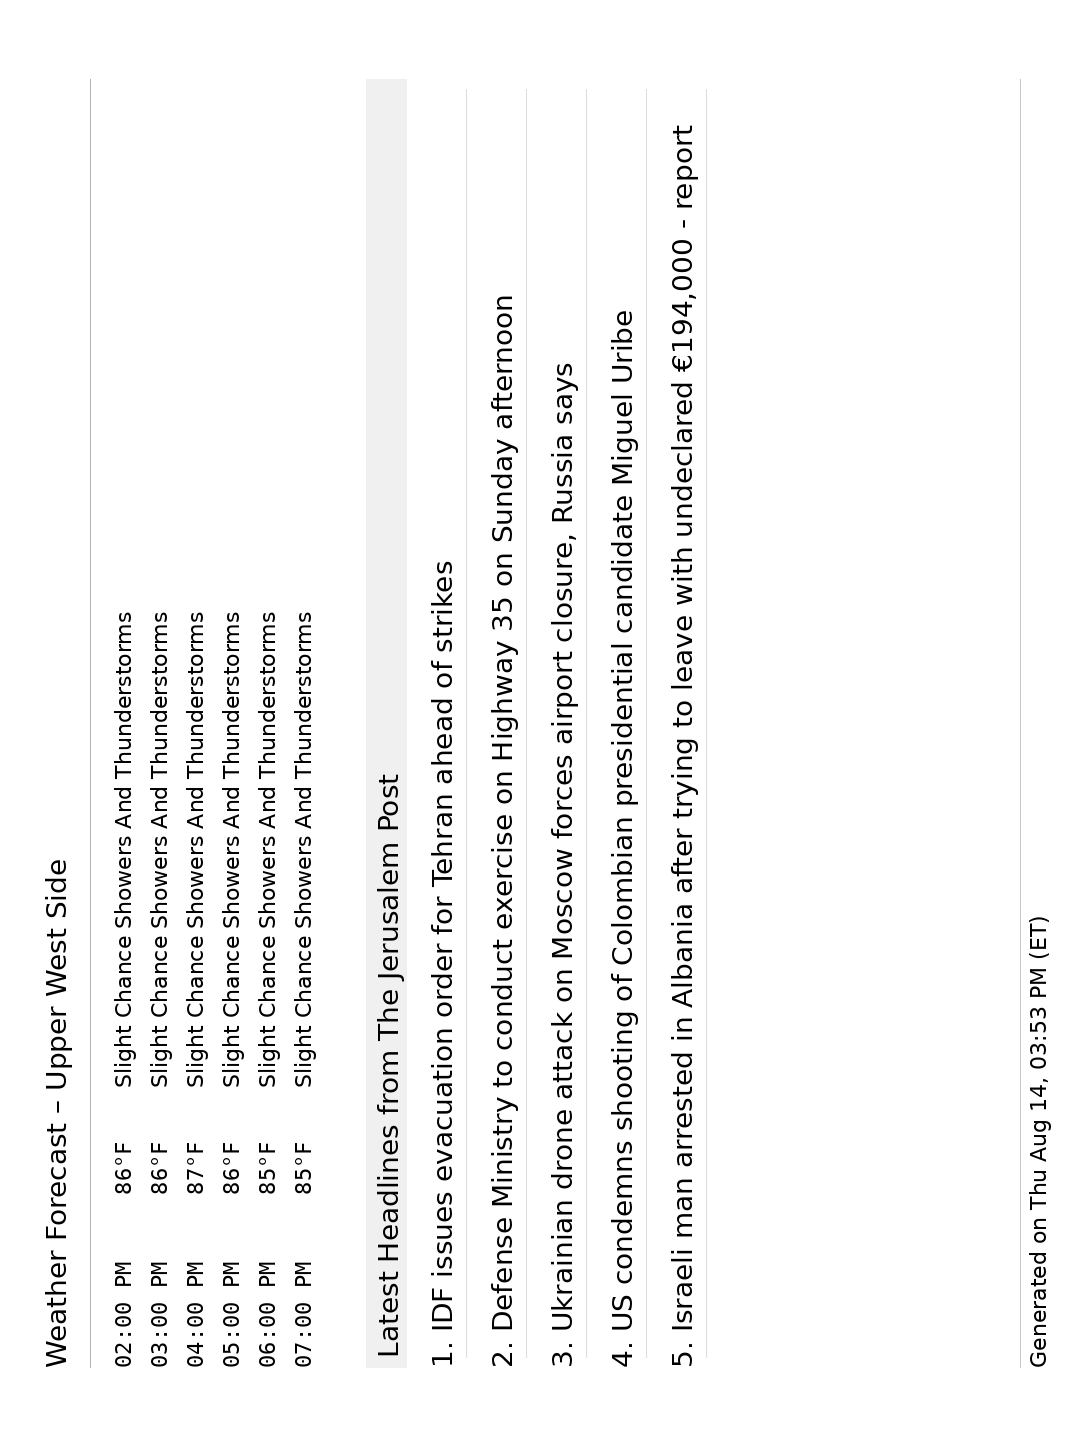 Weather Forecast – Upper West Side
02:00 PM 86°F Slight Chance Showers And Thunderstorms
03:00 PM 86°F Slight Chance Showers And Thunderstorms
04:00 PM 87°F Slight Chance Showers And Thunderstorms
05:00 PM 86°F Slight Chance Showers And Thunderstorms
06:00 PM 85°F Slight Chance Showers And Thunderstorms
07:00 PM 85°F Slight Chance Showers And Thunderstorms
Latest Headlines from The Jerusalem Post
1. IDF issues evacuation order for Tehran ahead of strikes
2. Defense Ministry to conduct exercise on Highway 35 on Sunday afternoon
3. Ukrainian drone attack on Moscow forces airport closure, Russia says
4. US condemns shooting of Colombian presidential candidate Miguel Uribe
5. Israeli man arrested in Albania after trying to leave with undeclared €194,000 - report
Generated on Thu Aug 14, 03:53 PM (ET)